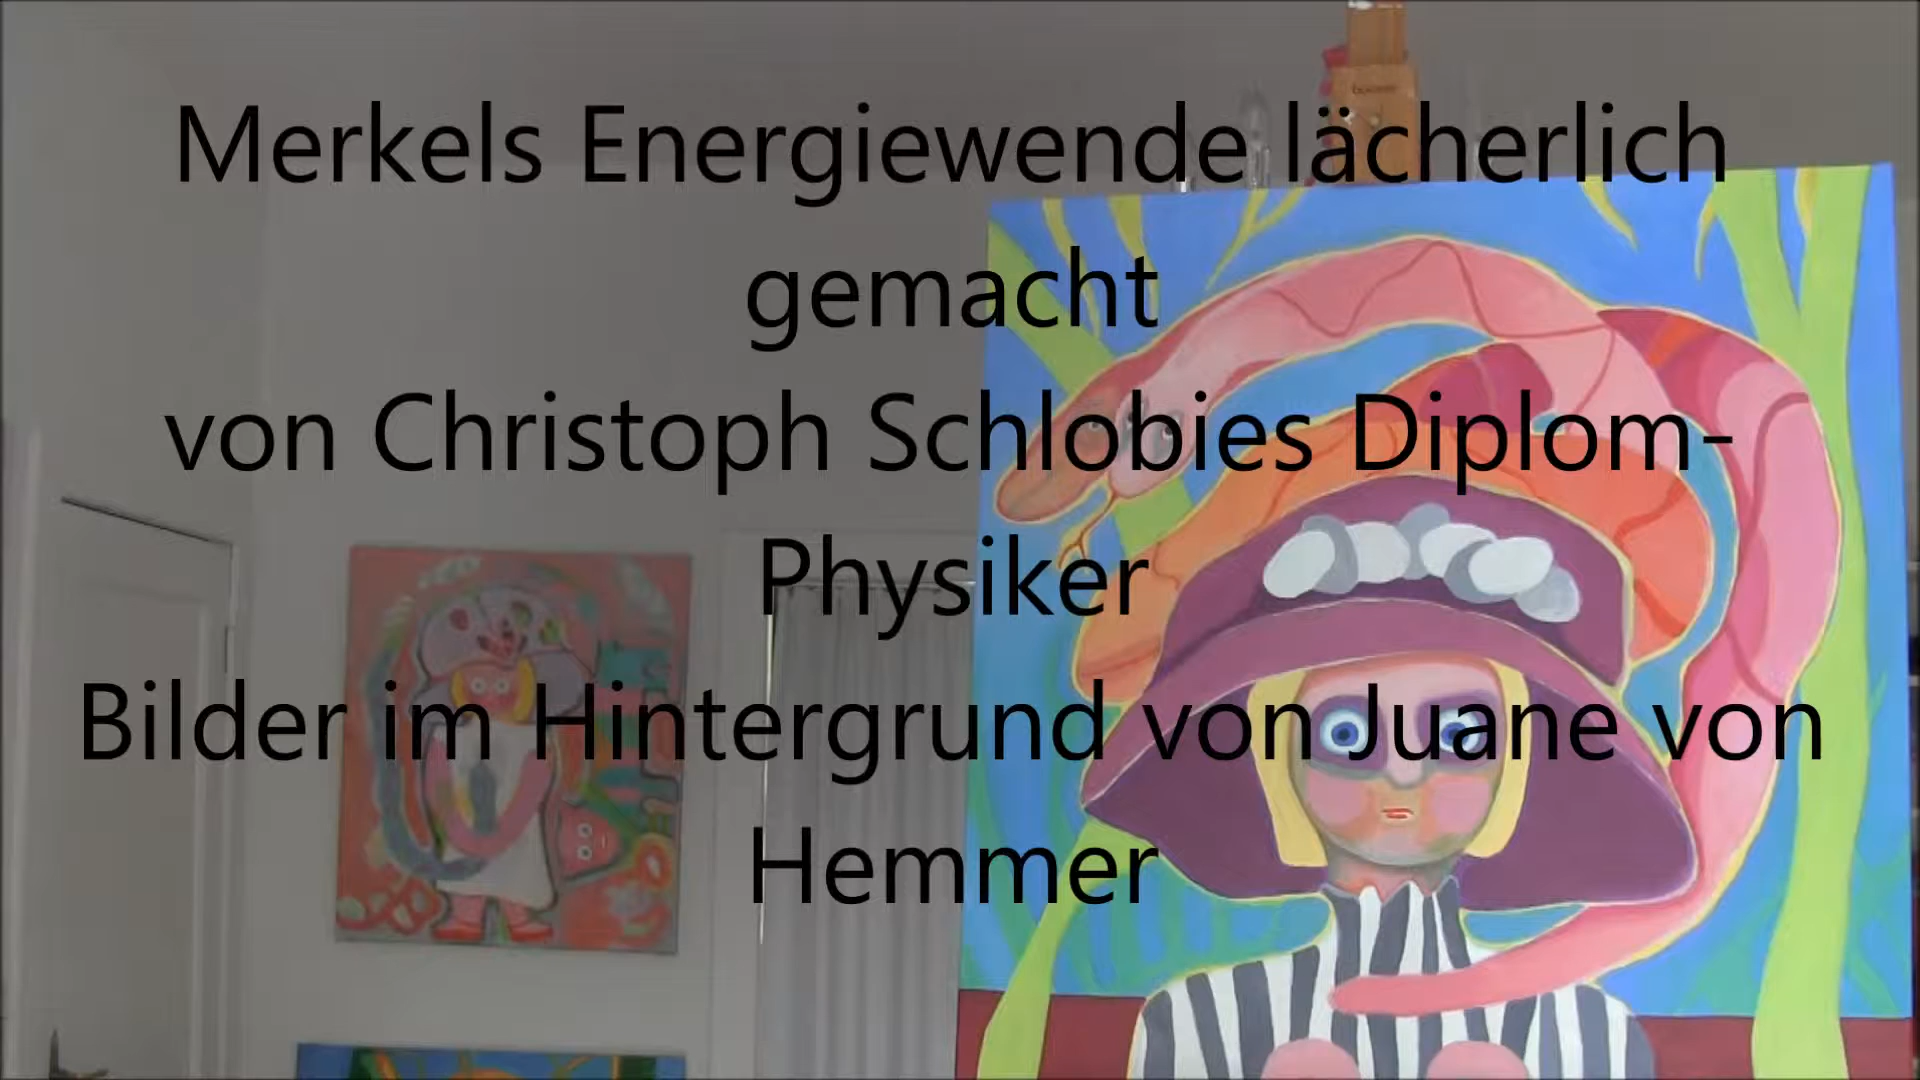 Merkels Energiewende lächerlich
gemacht
von Christoph Schlobies Diplom-
Physiker
Bilder im Hintergrund von Juane von
Hemmer